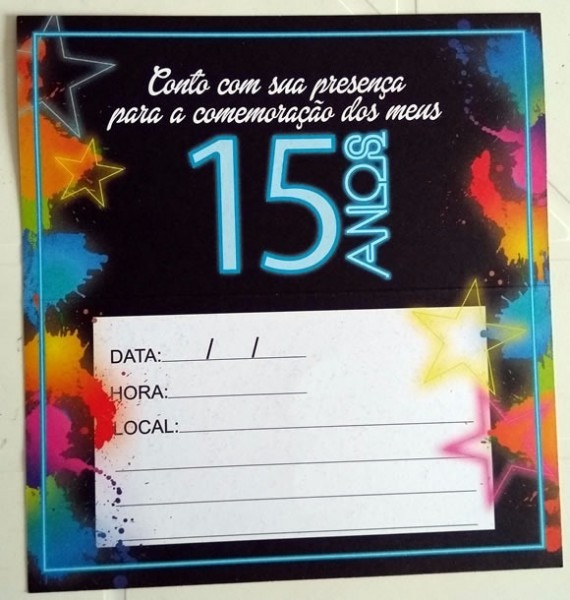 Conto com sua presença
para a comemoração dos meus
15 ANOS
DATA: / /
HORA:
LOCAL: